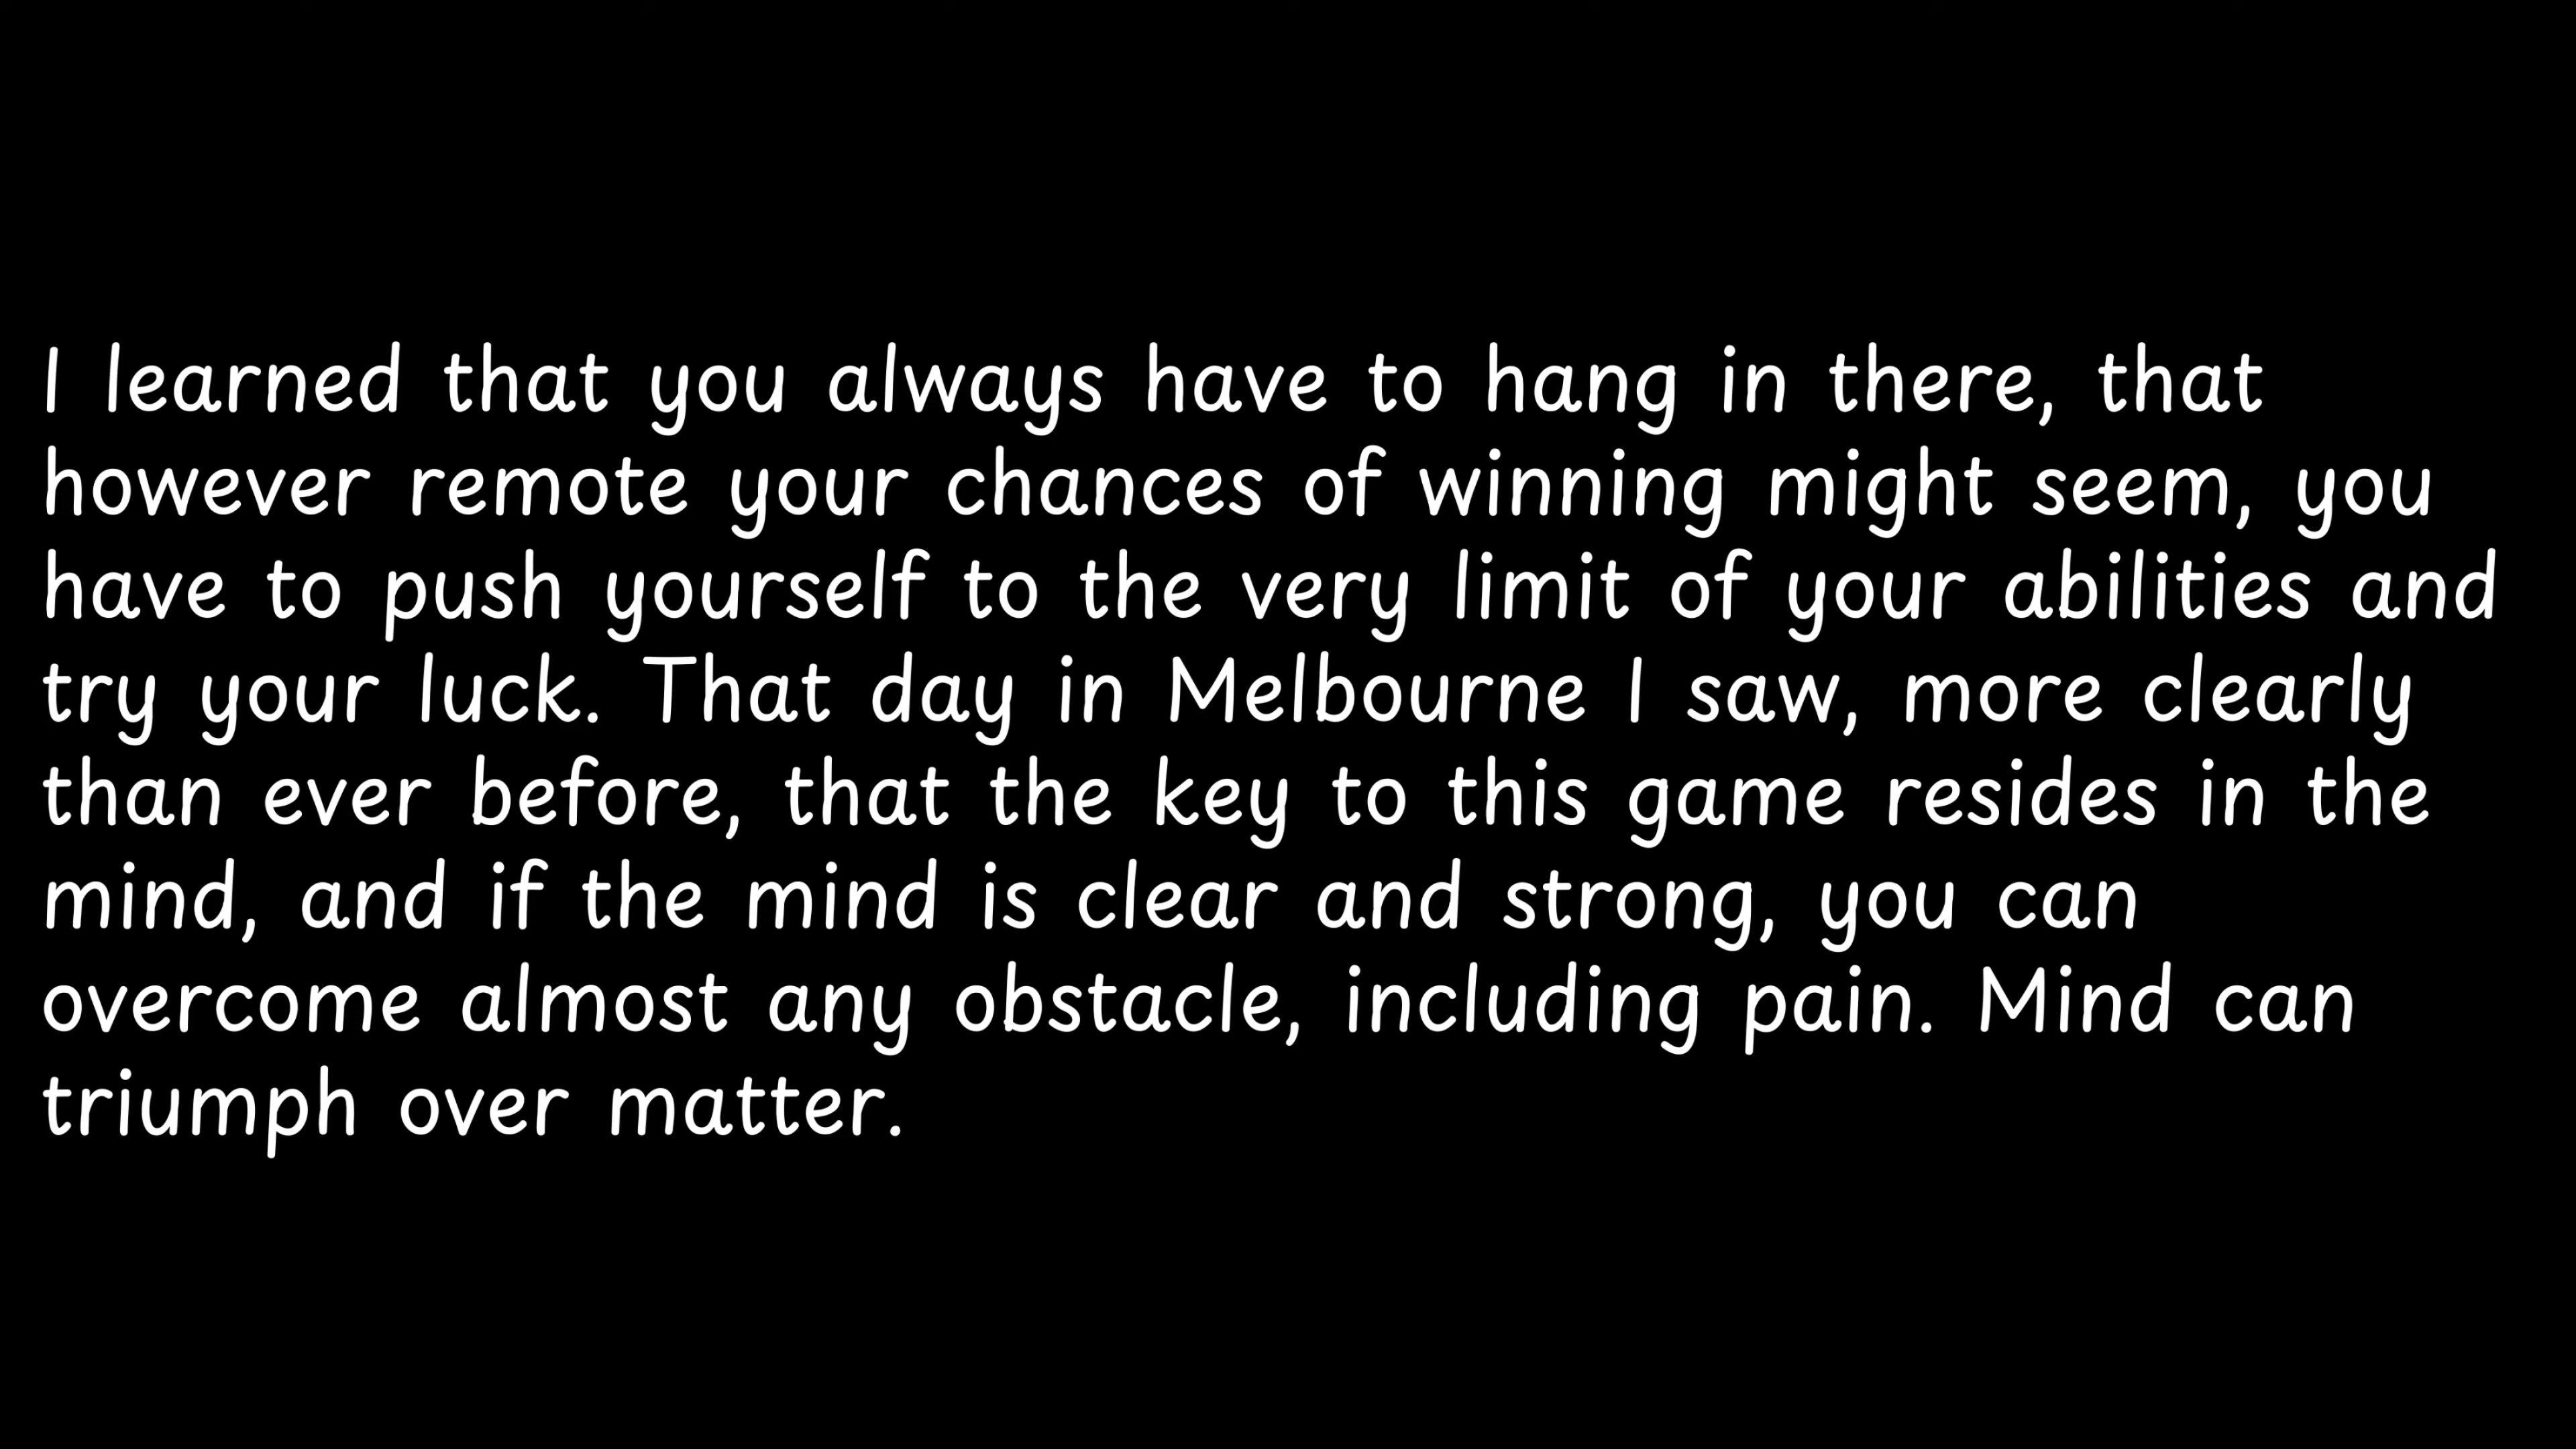 I learned that you always have to hang in there, that
however remote your chances of winning might seem, you
have to push yourself to the very limit of your abilities and
try your luck. That day in Melbourne I saw, more clearly
than ever before, that the key to this game resides in the
mind, and if the mind is clear and strong, you can
overcome almost any obstacle, including pain. Mind can
triumph over matter.